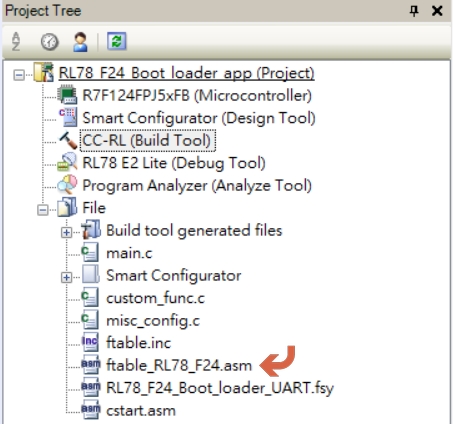 Project Tree
RL78_F24_Boot_loader_app (Project)
R7F124FPJ5xFB (Microcontroller)
Smart Configurator (Design Tool)
CC-RL (Build Tool)
RL78 E2 Lite (Debug Tool)
Program Analyzer (Analyze Tool)
File
Build tool generated files
main.c
Smart Configurator
custom_func.c
misc_config.c
ftable.inc
ftable_RL78_F24.asm
RL78_F24_Boot_loader_UART.fsy
cstart.asm